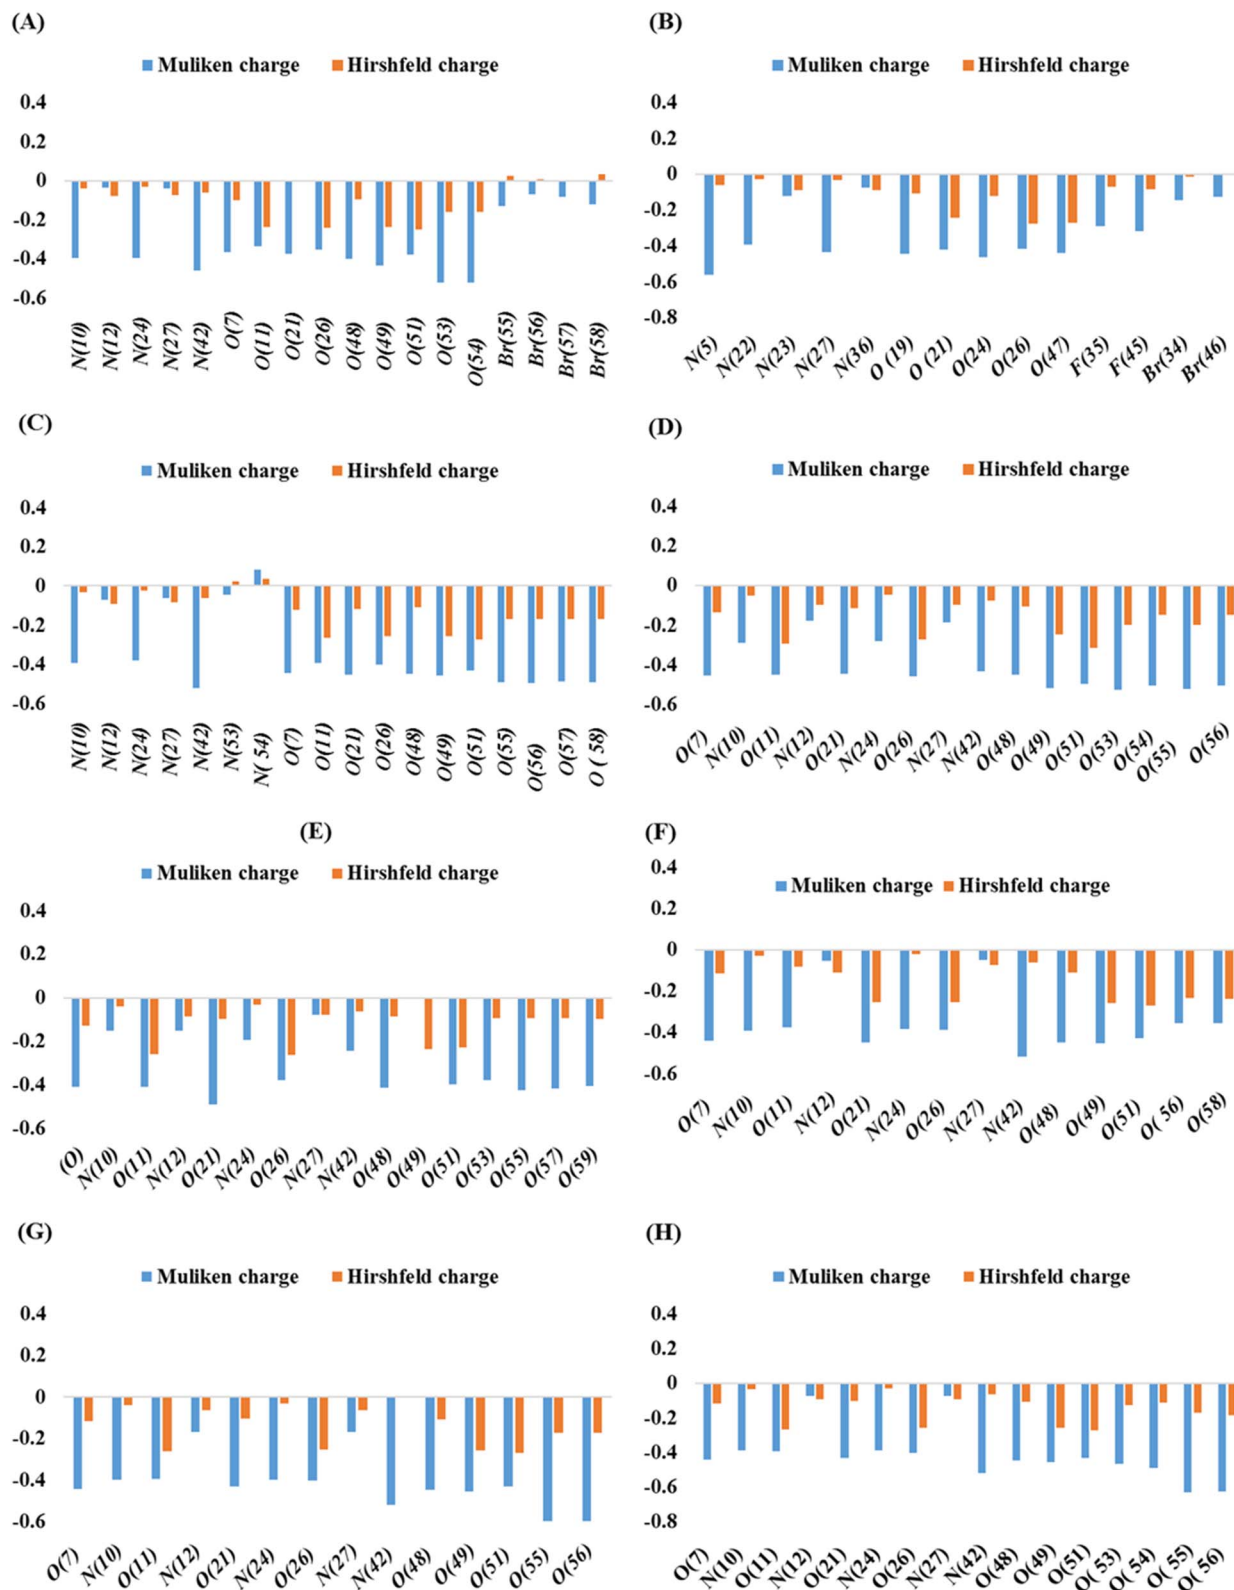 (A)
Muliken charge Hirshfeld charge
0.4
0.2
0
-0.2
-0.4
-0.6
N(10) N(12) N(24) N(27) N(42) O(7) O(11) O(21) O(26) O(48) O(49) O(51) O(53) O(54) Br(55) Br(56) Br(57) Br(58)
(B)
Muliken charge Hirshfeld charge
0.4
0.2
0
-0.2
-0.4
-0.6
-0.8
N(5) N(22) N(23) N(27) N(36) O (19) O (21) O(24) O(26) O(47) F(35) F(45) Br(34) Br(46)
(C)
Muliken charge Hirshfeld charge
0.4
0.2
0
-0.2
-0.4
-0.6
N(10) N(12) N(24) N(27) N(42) N(53) N( 54) O(7) O(11) O(21) O(26) O(48) O(49) O(51) O(55) O(56) O(57) O ( 58)
(D)
Muliken charge Hirshfeld charge
0.4
0.2
0
-0.2
-0.4
-0.6
O(7) N(10) O(11) N(12) O(21) N(24) O(26) N(27) N(42) O(48) O(49) O(51) O(53) O(54) O(55) O(56)
(E)
Muliken charge Hirshfeld charge
0.4
0.2
0
-0.2
-0.4
-0.6
(O) N(10) O(11) N(12) O(21) N(24) O(26) N(27) N(42) O(48) O(49) O(51) O(53) O(55) O(57) O(59)
(F)
Muliken charge Hirshfeld charge
0.4
0.2
0
-0.2
-0.4
-0.6
O(7) N(10) O(11) N(12) O(21) N(24) O(26) N(27) N(42) O(48) O(49) O(51) O( 56) O(58)
(G)
Muliken charge Hirshfeld charge
0.4
0.2
0
-0.2
-0.4
-0.6
O(7) N(10) O(11) N(12) O(21) N(24) O(26) N(27) N(42) O(48) O(49) O(51) O(55) O(56)
(H)
Muliken charge Hirshfeld charge
0.4
0.2
0
-0.2
-0.4
-0.6
-0.8
O(7) N(10) O(11) N(12) O(21) N(24) O(26) N(27) N(42) O(48) O(49) O(51) O( 53) O( 54) O( 55) O( 56)